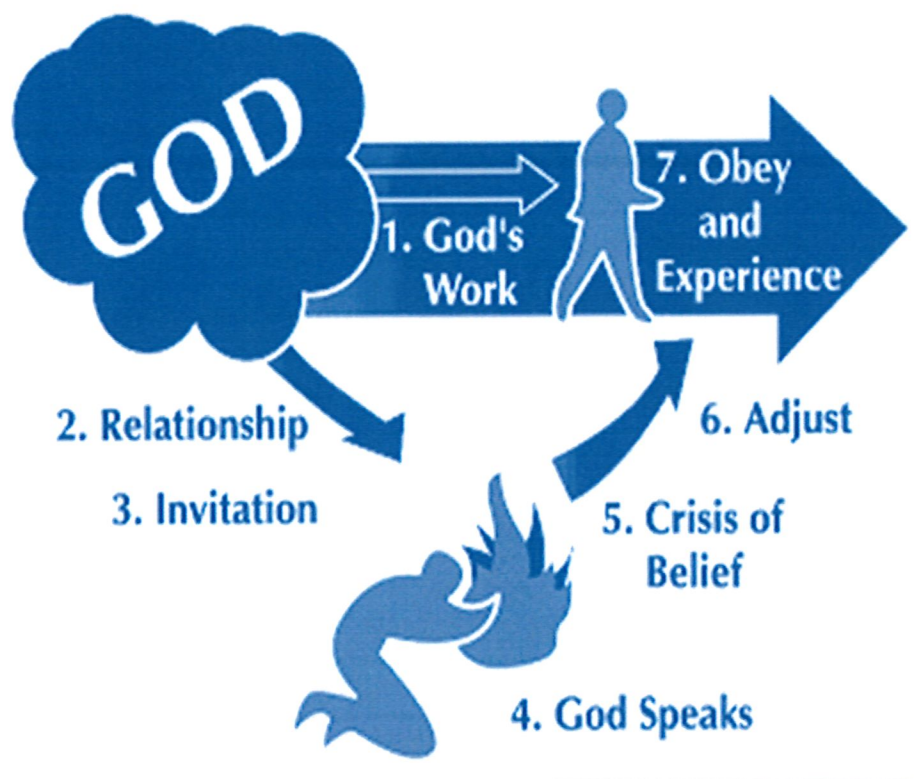 GOD
1. God's
Work
2. Relationship
3. Invitation
4. God Speaks
5. Crisis of
Belief
6. Adjust
7. Obey
and
Experience